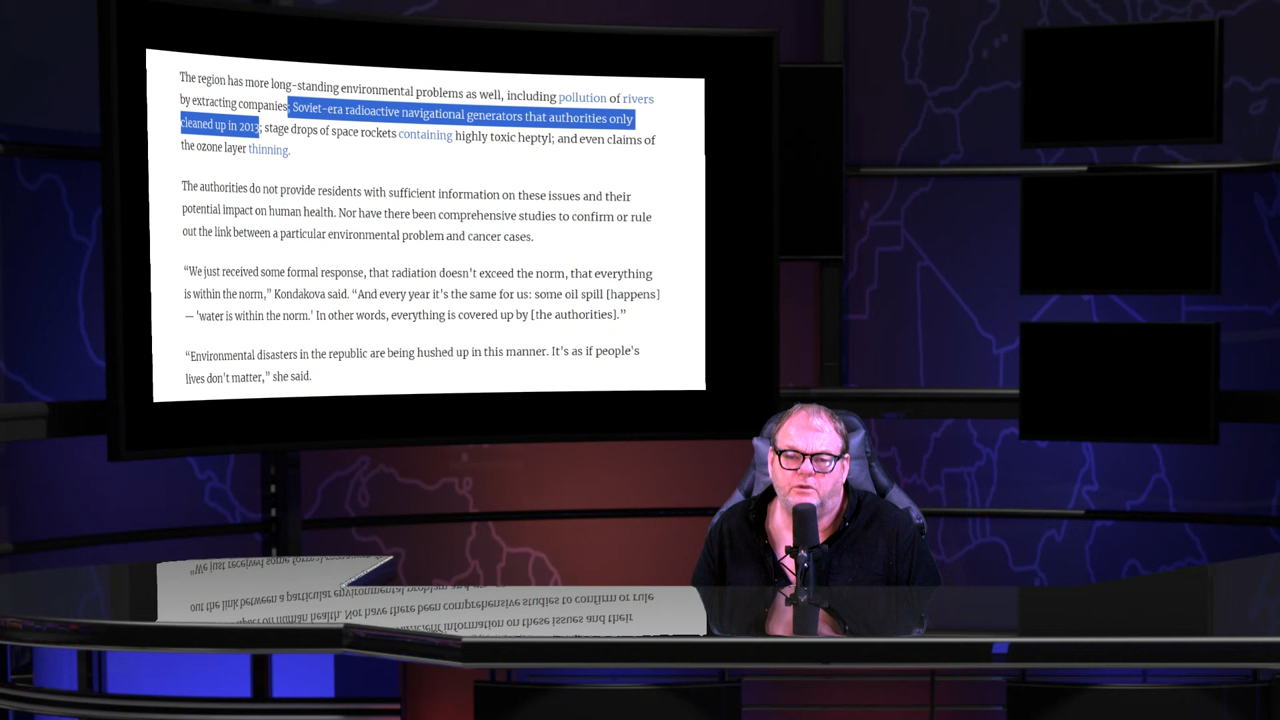 The region has more long-standing environmental problems as well, including pollution of rivers
by extracting companies; Soviet-era radioactive navigational generators that authorities only
cleaned up in 2013; stage drops of space rockets containing highly toxic heptyl; and even claims of
the ozone layer thinning.
The authorities do not provide residents with sufficient information on these issues and their
potential impact on human health. Nor have there been comprehensive studies to confirm or rule
out the link between a particular environmental problem and cancer cases.
“We just received some formal response, that radiation doesn't exceed the norm, that everything
is within the norm,” Kondakova said. “And every year it's the same for us: some oil spill [happens]
— 'water is within the norm.' In other words, everything is covered up by [the authorities].”
“Environmental disasters in the republic are being hushed up in this manner. It's as if people's
lives don't matter,” she said.